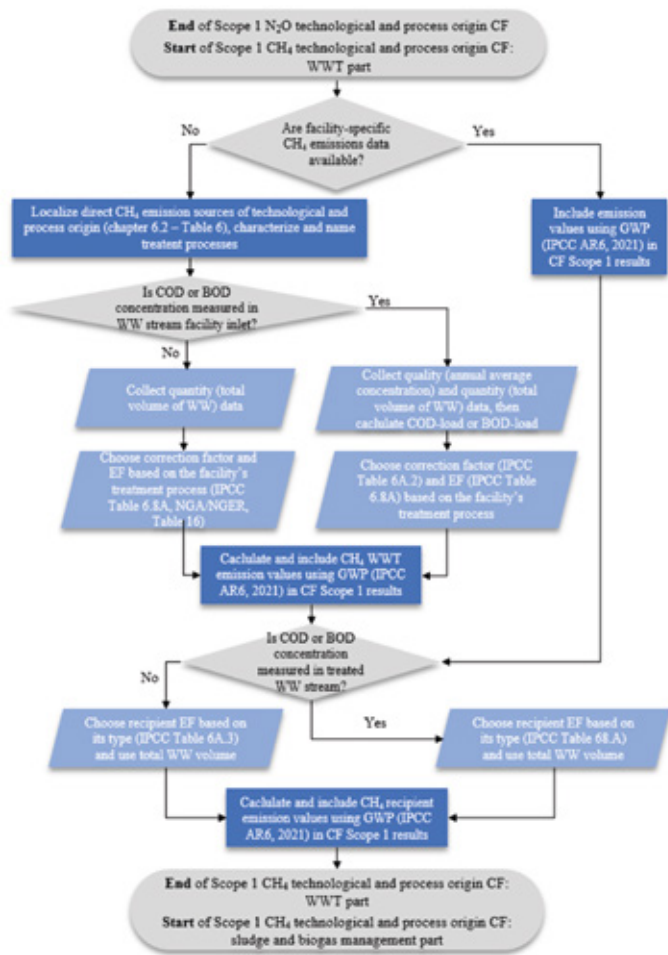 End of Scope 1 N₂O technological and process origin CF
Start of Scope 1 CH₄ technological and process origin CF:
WWT part
Are facility-specific
CH₄ emissions data
available?
No
Yes
Localize direct CH₄ emission sources of technological and
process origin (chapter 6.2 – Table 6), characterize and name
treatent processes
Include emission
values using GWP
(IPCC AR6, 2021) in
CF Scope 1 results
Is COD or BOD
concentration measured in
WW stream facility inlet?
Yes
No
Collect quantity (total
volume of WW) data
Collect quality (annual average
concentration) and quantity (total
volume of WW) data, then
caclulate COD-load or BOD-load
Choose correction factor and
EF based on the facility's
treatment process (IPCC
Table 6.8A, NGA/NGER,
Table 16)
Choose correction factor (IPCC
Table 6A.2) and EF (IPCC Table
6.8A) based on the facility's
treatment process
Caclulate and include CH₄ WWT
emission values using GWP (IPCC
AR6, 2021) in CF Scope 1 results
Is COD or BOD
concentration
measured in treated
WW stream?
No
Yes
Choose recipient EF based on
its type (IPCC Table 6A.3)
and use total WW volume
Choose recipient EF based on
its type (IPCC Table 68.A)
and use total WW volume
Caclulate and include CH₄ recipient
emission values using GWP (IPCC
AR6, 2021) in CF Scope 1 results
End of Scope 1 CH₄ technological and process origin CF:
WWT part
Start of Scope 1 CH₄ technological and process origin CF:
sludge and biogas management part